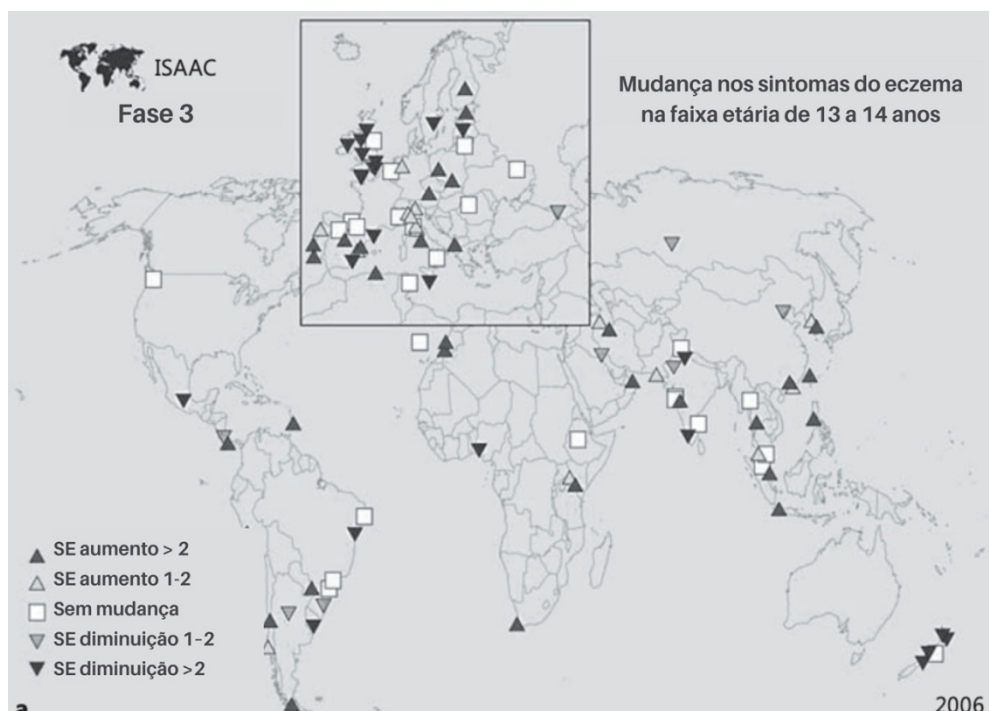 ISAAC
Fase 3
Mudança nos sintomas do eczema
na faixa etária de 13 a 14 anos
SE aumento > 2
SE aumento 1-2
Sem mudança
SE diminuição 1-2
SE diminuição >2
a
2006